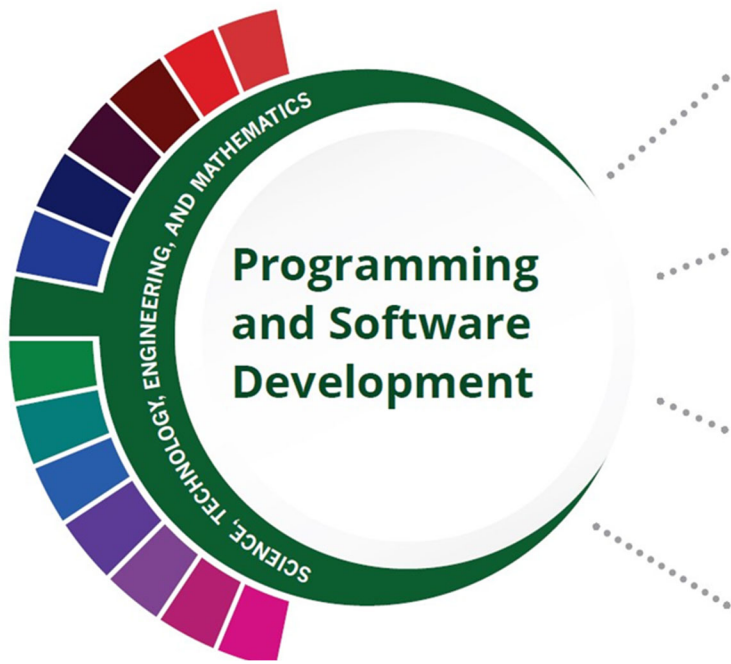 SCIENCE, TECHNOLOGY, ENGINEERING, AND MATHEMATICS
Programming
and Software
Development